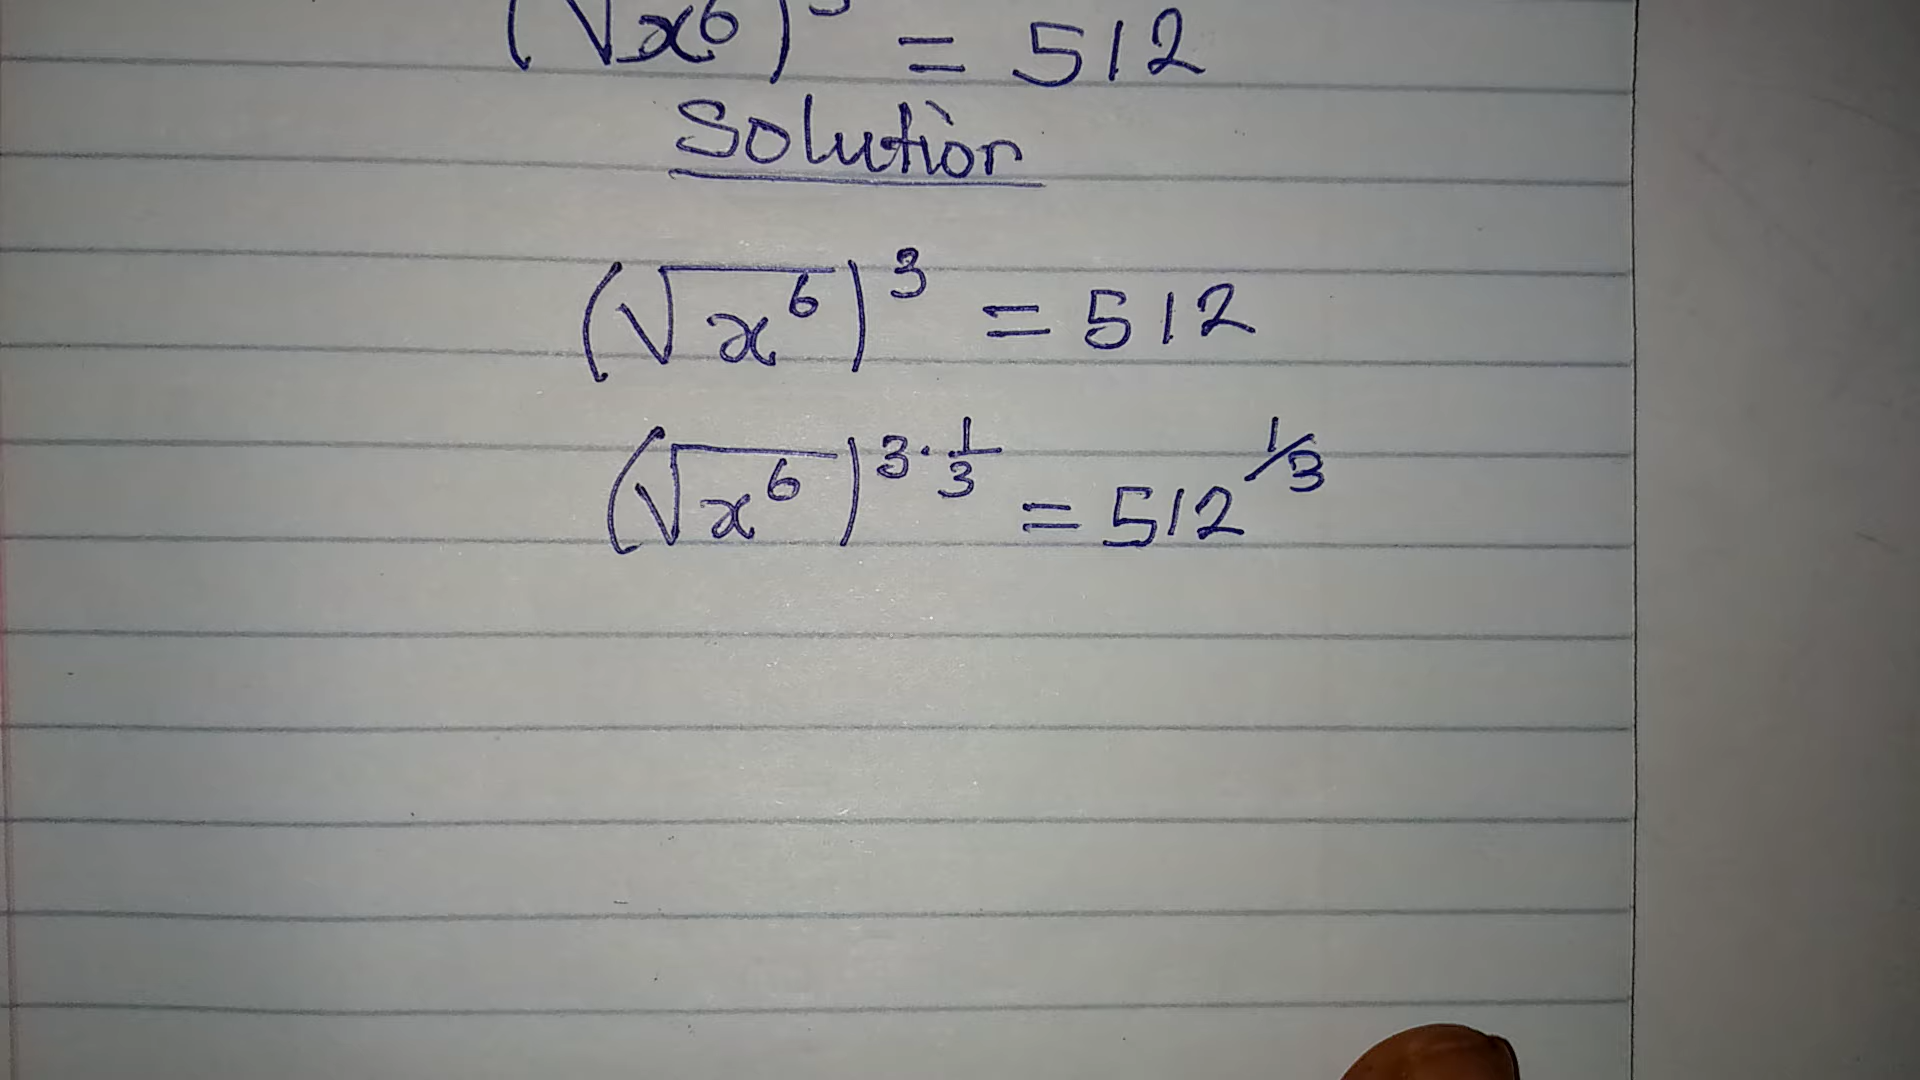 (√x⁶)³ = 512
Solution
(√x⁶)³ = 512
(√x⁶)^(3·1/3) = 512^(1/3)